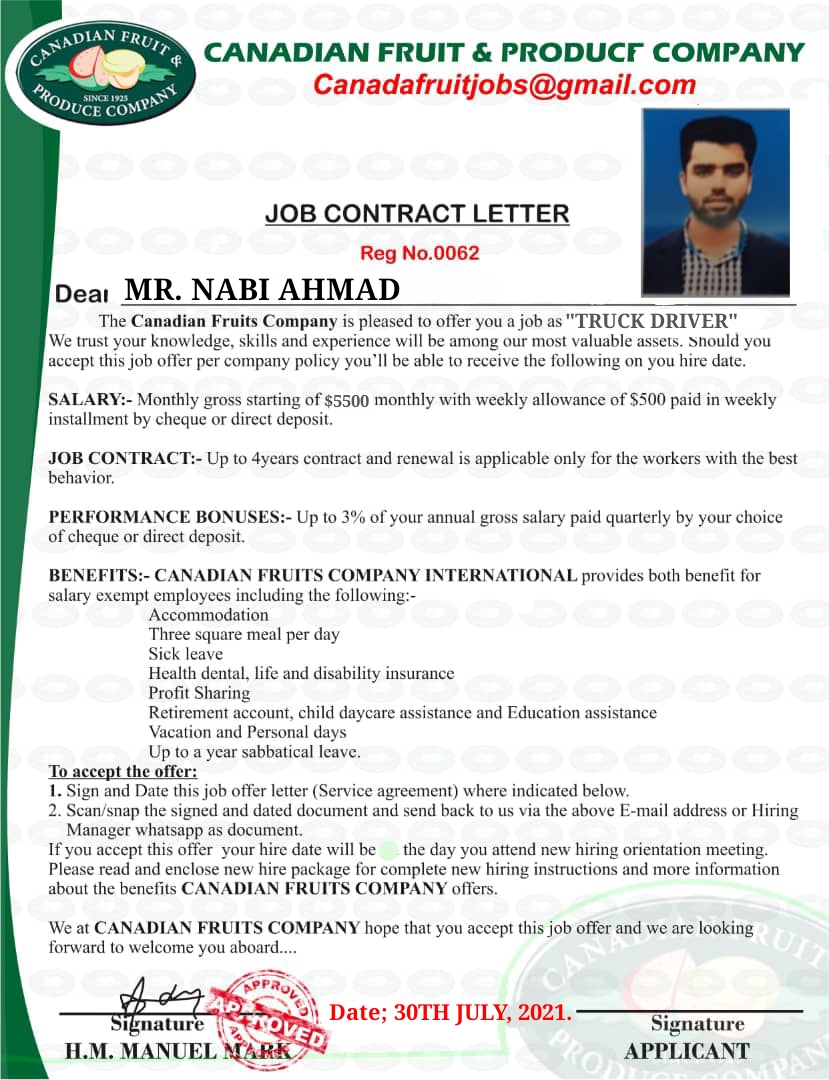 CANADIAN FRUIT &
PRODUCE COMPANY
SINCE 1925
CANADIAN FRUIT & PRODUCF COMPANY
Canadafruitjobs@gmail.com
JOB CONTRACT LETTER
Reg No.0062
Dear MR. NABI AHMAD
The Canadian Fruits Company is pleased to offer you a job as "TRUCK DRIVER"
We trust your knowledge, skills and experience will be among our most valuable assets. Should you
accept this job offer per company policy you'll be able to receive the following on you hire date.
SALARY:- Monthly gross starting of $5500 monthly with weekly allowance of $500 paid in weekly
installment by cheque or direct deposit.
JOB CONTRACT:- Up to 4years contract and renewal is applicable only for the workers with the best
behavior.
PERFORMANCE BONUSES:- Up to 3% of your annual gross salary paid quarterly by your choice
of cheque or direct deposit.
BENEFITS:- CANADIAN FRUITS COMPANY INTERNATIONAL provides both benefit for
salary exempt employees including the following:-
Accommodation
Three square meal per day
Sick leave
Health dental, life and disability insurance
Profit Sharing
Retirement account, child daycare assistance and Education assistance
Vacation and Personal days
Up to a year sabbatical leave.
To accept the offer:
1. Sign and Date this job offer letter (Service agreement) where indicated below.
2. Scan/snap the signed and dated document and send back to us via the above E-mail address or Hiring
Manager whatsapp as document.
If you accept this offer your hire date will be the day you attend new hiring orientation meeting.
Please read and enclose new hire package for complete new hiring instructions and more information
about the benefits CANADIAN FRUITS COMPANY offers.
We at CANADIAN FRUITS COMPANY hope that you accept this job offer and we are looking
forward to welcome you aboard....
APPROVED
APPROVED
Date; 30TH JULY, 2021.
Signature
Signature
H.M. MANUEL MARK
APPLICANT
CANADIAN FRUIT
PRODUCE COMPANY